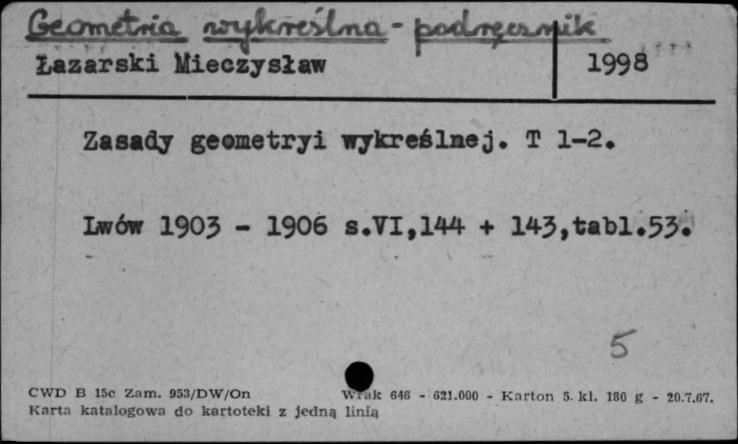 Geometria wykreślna - podręcznik
Łazarski Mieczysław 1998
Zasady geometryi wykreślnej. T 1-2.
Lwów 1903 - 1906 s.VI,144 + 143,tabl.53.
5
CWD B 15c Zam. 953/DW/On Wrak 646 - 621.000 - Karton 5. kl. 180 g - 20.7.67.
Karta katalogowa do kartoteki z jedną linią